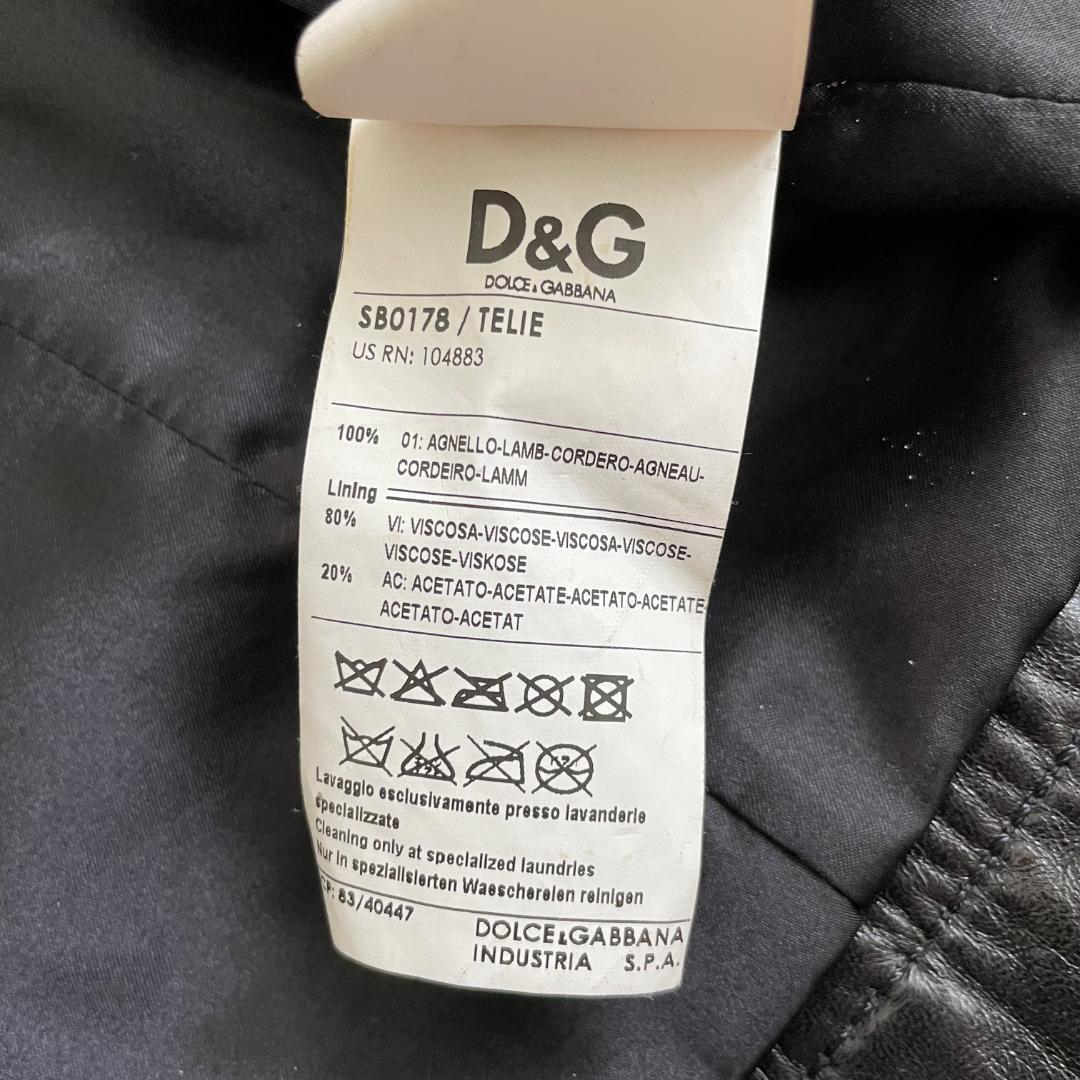 D&G
DOLCE & GABBANA
SB0178 / TELIE
US RN: 104883
100% 01: AGNELLO-LAMB-CORDERO-AGNEAU-
CORDEIRO-LAMM
Lining
80% VI: VISCOSA-VISCOSE-VISCOSA-VISCOSE-
VISCOSE-VISKOSE
20% AC: ACETATO-ACETATE-ACETATO-ACETATE
ACETATO-ACETAT
Lavaggio esclusivamente presso lavanderie
specializzate
Cleaning only at specialized laundries
Nur in spezialisierten Waeschereien reinigen
CP: 83/40447
DOLCE&GABBANA
INDUSTRIA S.P.A.